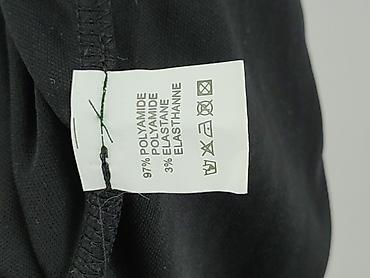 97% POLYAMIDE
POLYAMIDE
3% ELASTANE
ELASTHANNE